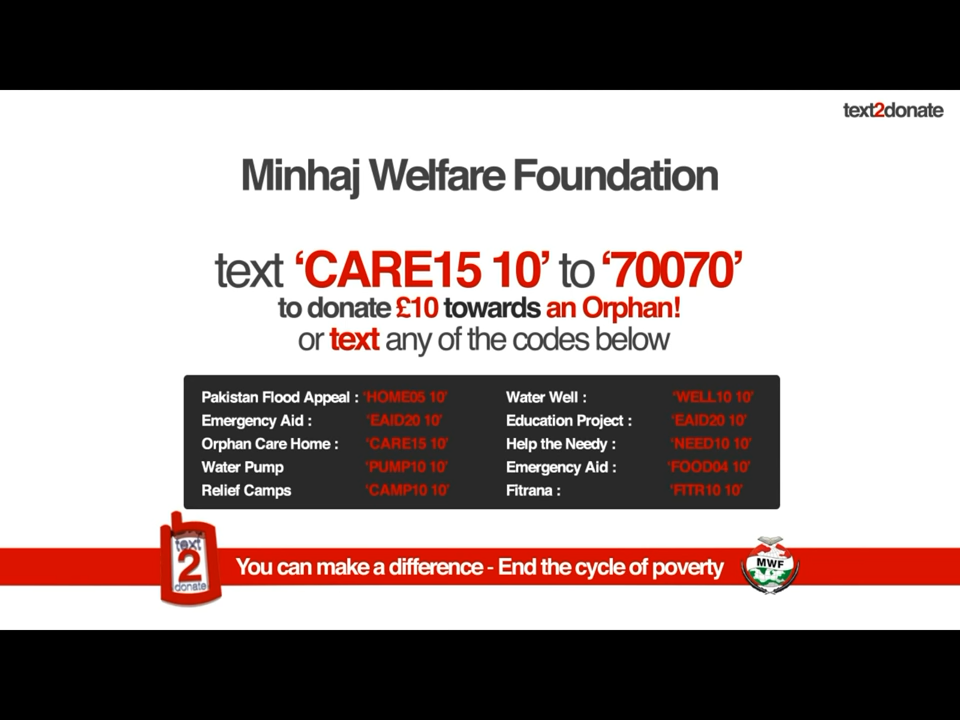 text2donate
Minhaj Welfare Foundation
text ‘CARE15 10’ to ‘70070’
to donate £10 towards an Orphan!
or text any of the codes below
Pakistan Flood Appeal : ‘HOME05 10’
Emergency Aid : ‘EAID20 10’
Orphan Care Home : ‘CARE15 10’
Water Pump ‘PUMP10 10’
Relief Camps ‘CAMP10 10’
Water Well : ‘WELL10 10’
Education Project : ‘EAID20 10’
Help the Needy : ‘NEED10 10’
Emergency Aid : ‘FOOD04 10’
Fitrana : ‘FITR10 10’
text
2
donate
You can make a difference - End the cycle of poverty
MWF